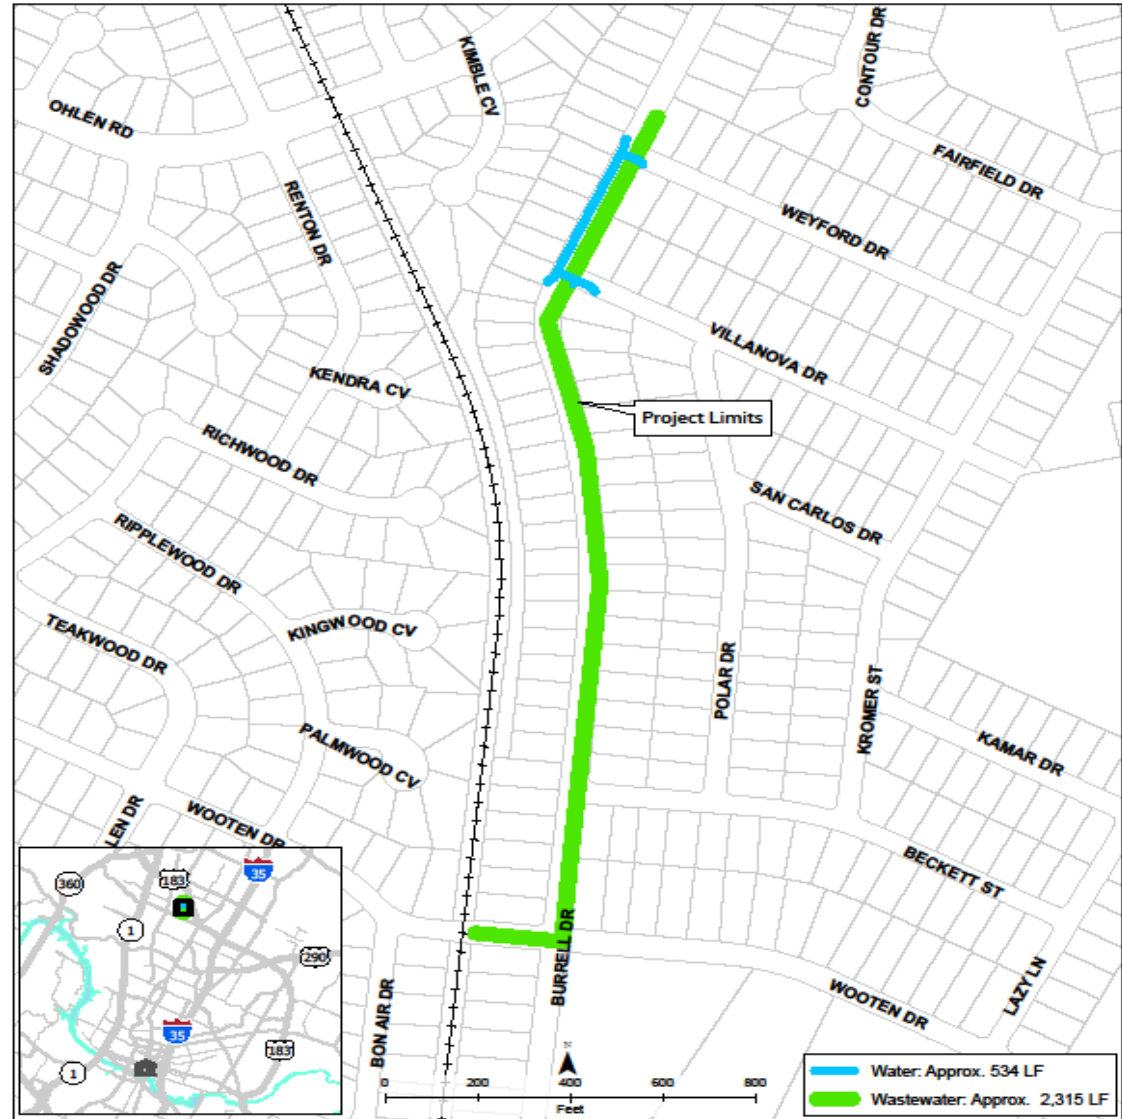 KIMBLE CV
CONTOUR DR
OHLEN RD
FAIRFIELD DR
RENTON DR
WEYFORD DR
SHADOWOOD DR
VILLANOVA DR
KENDRA CV
Project Limits
RICHWOOD DR
SAN CARLOS DR
RIPPLEWOOD DR
KINGWOOD CV
TEAKWOOD DR
POLAR DR
KROMER ST
PALMWOOD CV
KAMAR DR
LEN DR
WOOTEN DR
BECKETT ST
BURRELL DR
BON AIR DR
WOOTEN DR
LAZY LN
360
183
35
1
290
35
183
1
N
0 200 400 600 800
Feet
Water: Approx. 534 LF
Wastewater: Approx. 2,315 LF